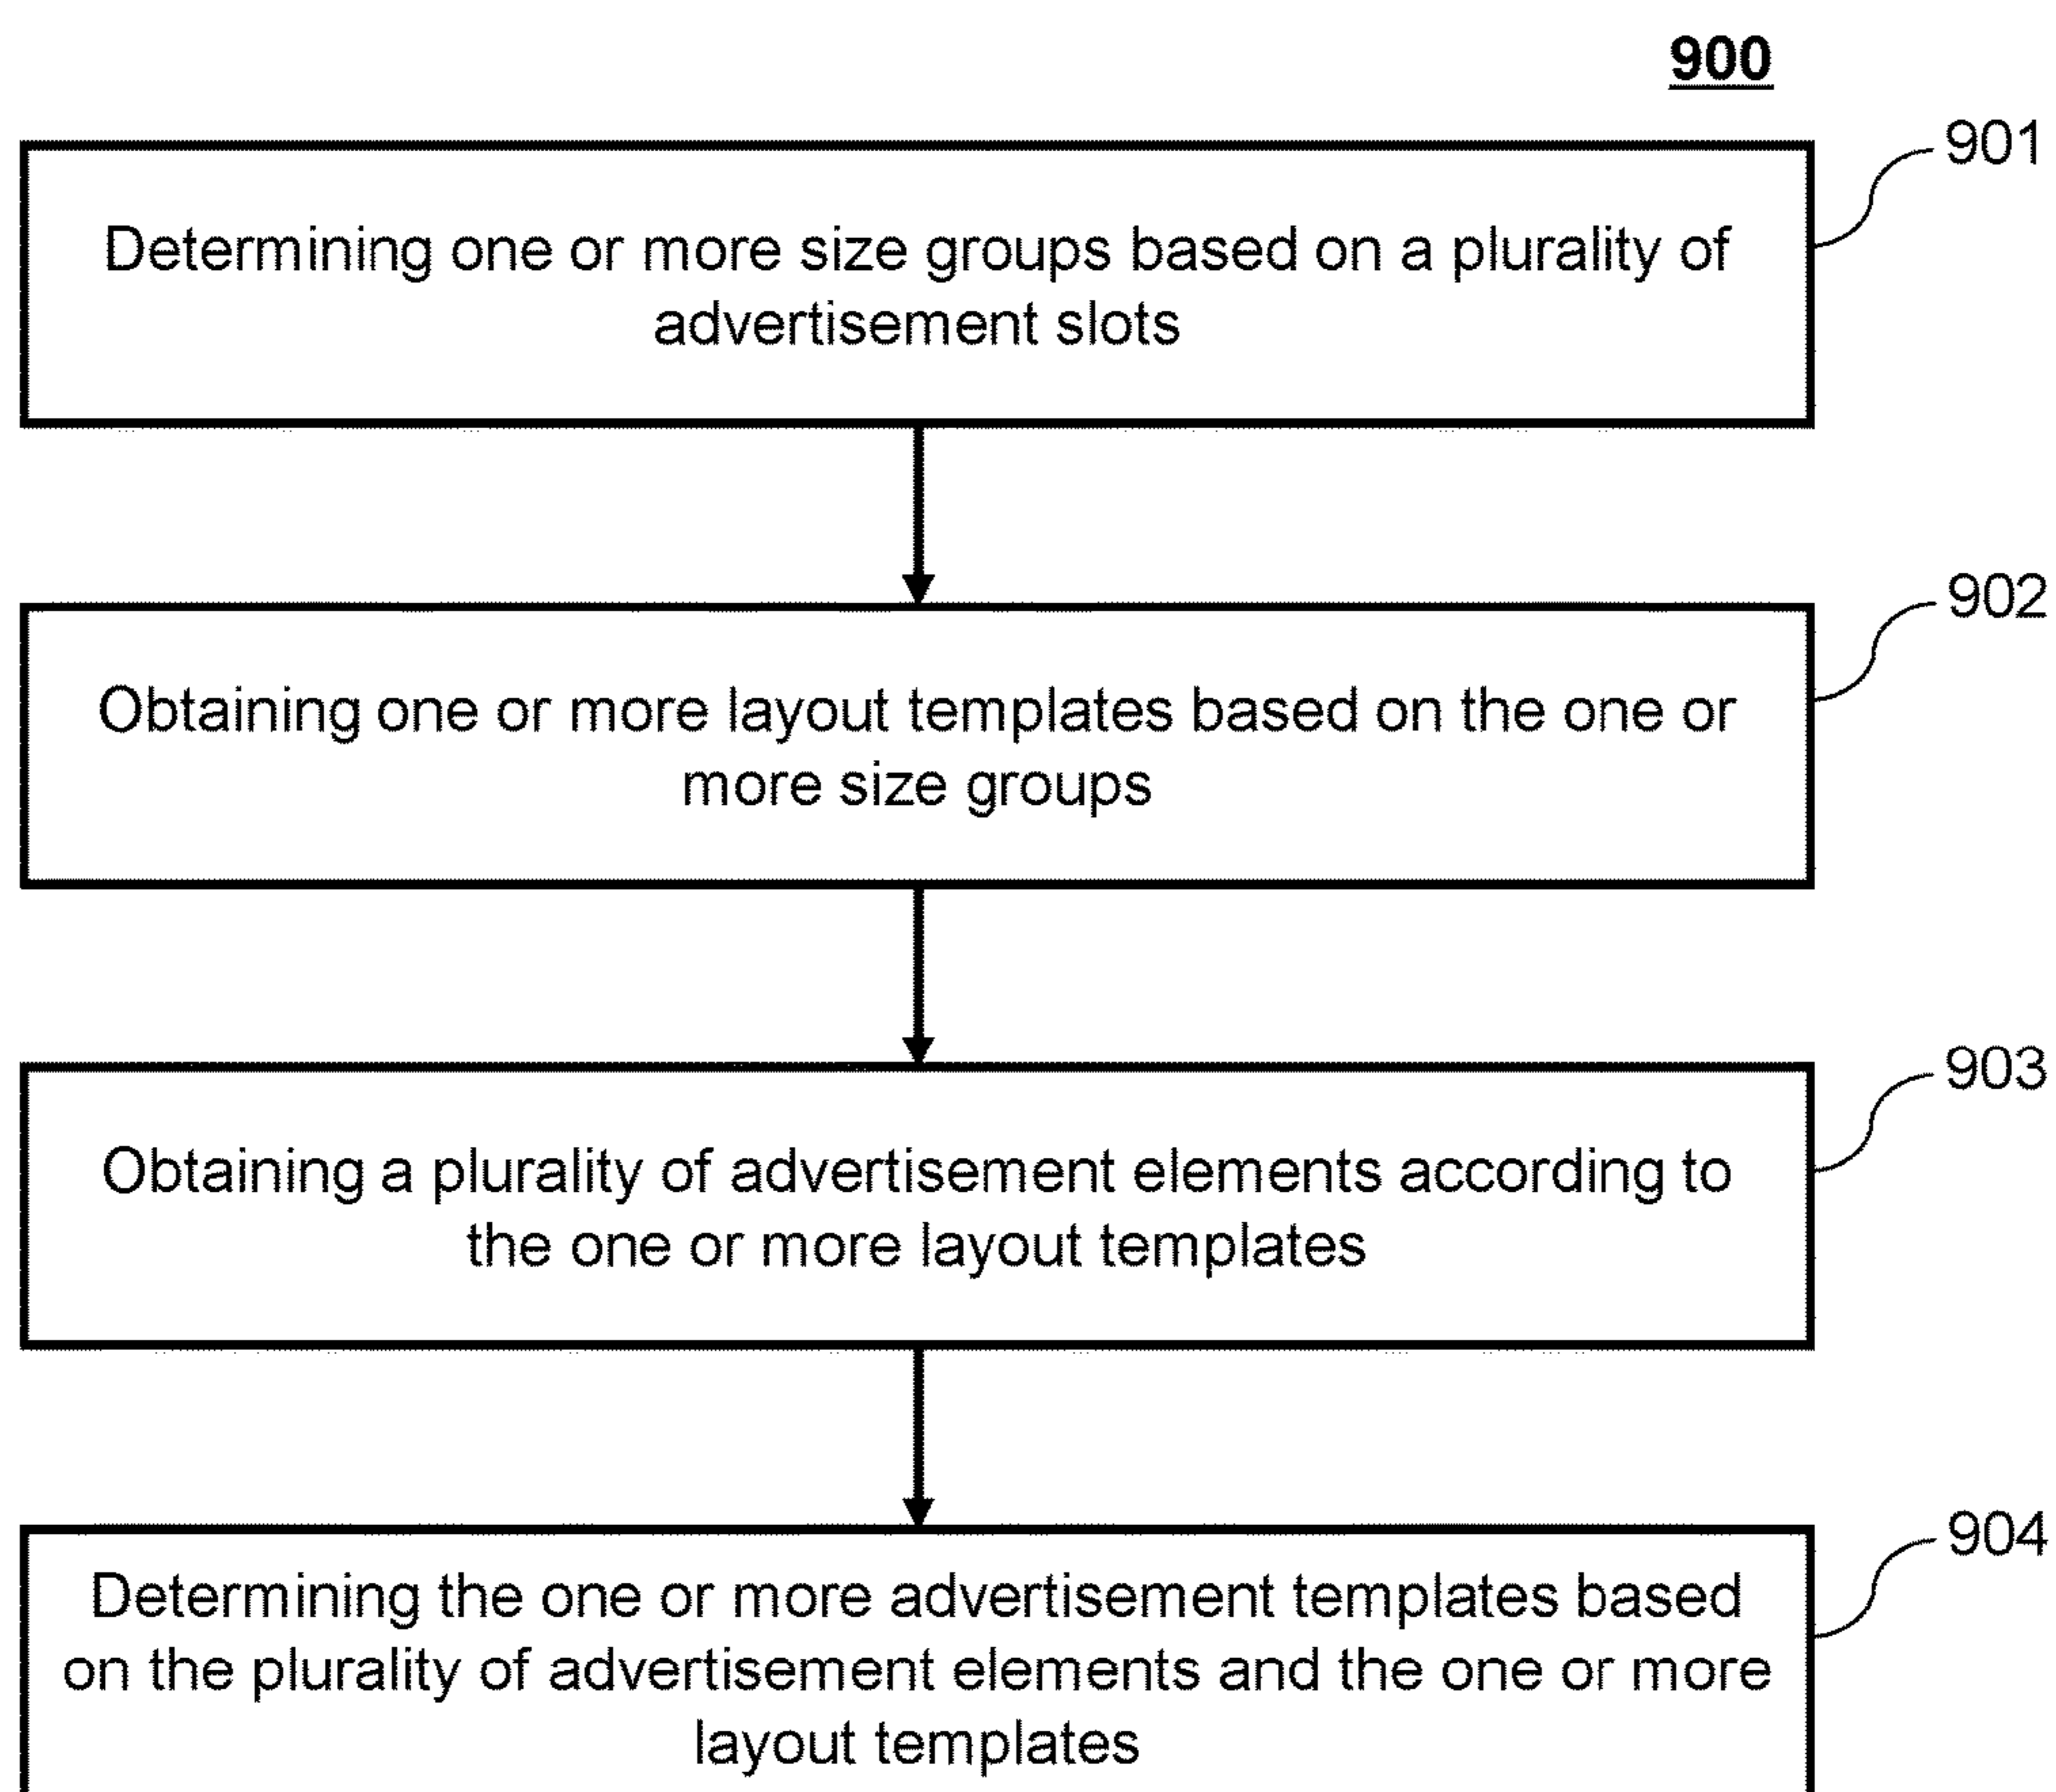 900
901
Determining one or more size groups based on a plurality of
advertisement slots
902
Obtaining one or more layout templates based on the one or
more size groups
903
Obtaining a plurality of advertisement elements according to
the one or more layout templates
904
Determining the one or more advertisement templates based
on the plurality of advertisement elements and the one or more
layout templates